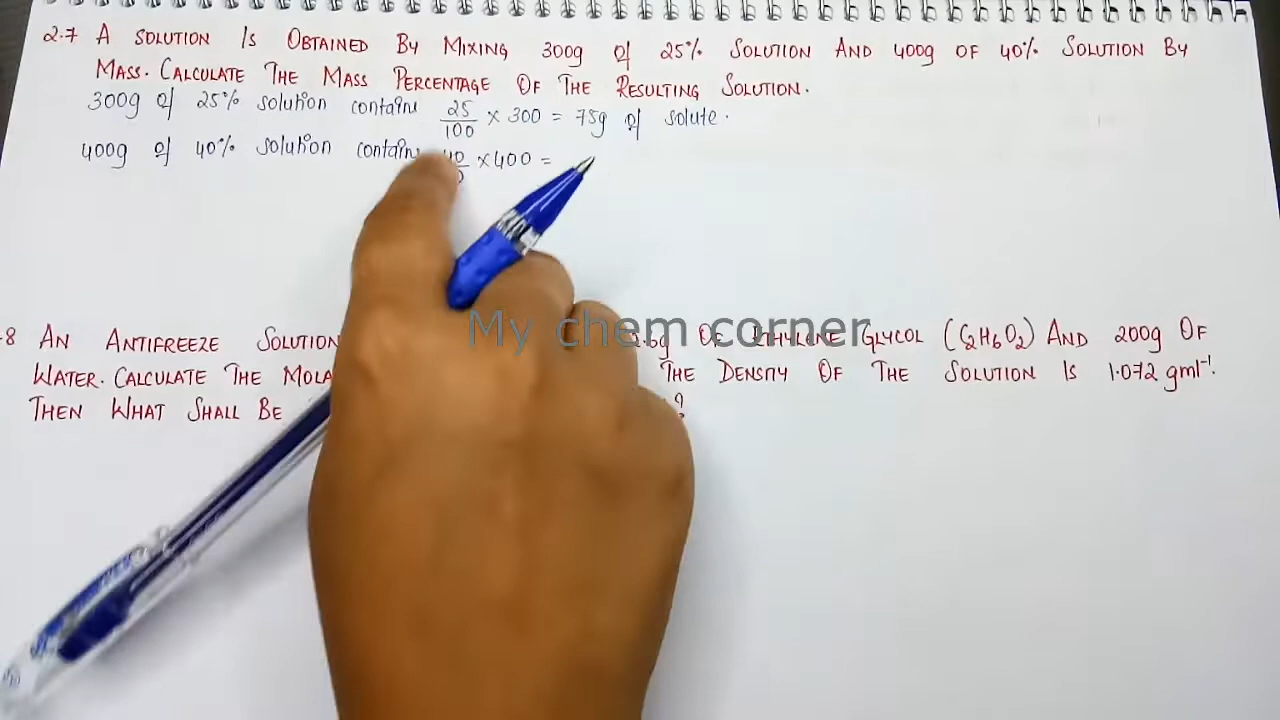 2.7 A SOLUTION IS OBTAINED BY MIXING 300g of 25% SOLUTION AND 400g OF 40% SOLUTION BY
MASS. CALCULATE THE MASS PERCENTAGE OF THE RESULTING SOLUTION.
300g of 25% solution contains 25/100 × 300 = 75g of solute.
400g of 40% solution contains 40 × 400 =
My chem corner
8 AN ANTIFREEZE SOLUTION OF ETHYLENE GLYCOL (C2H6O2) AND 200g OF
WATER. CALCULATE THE THE DENSITY OF THE SOLUTION IS 1.072 gml⁻¹.
THEN WHAT SHALL BE ?